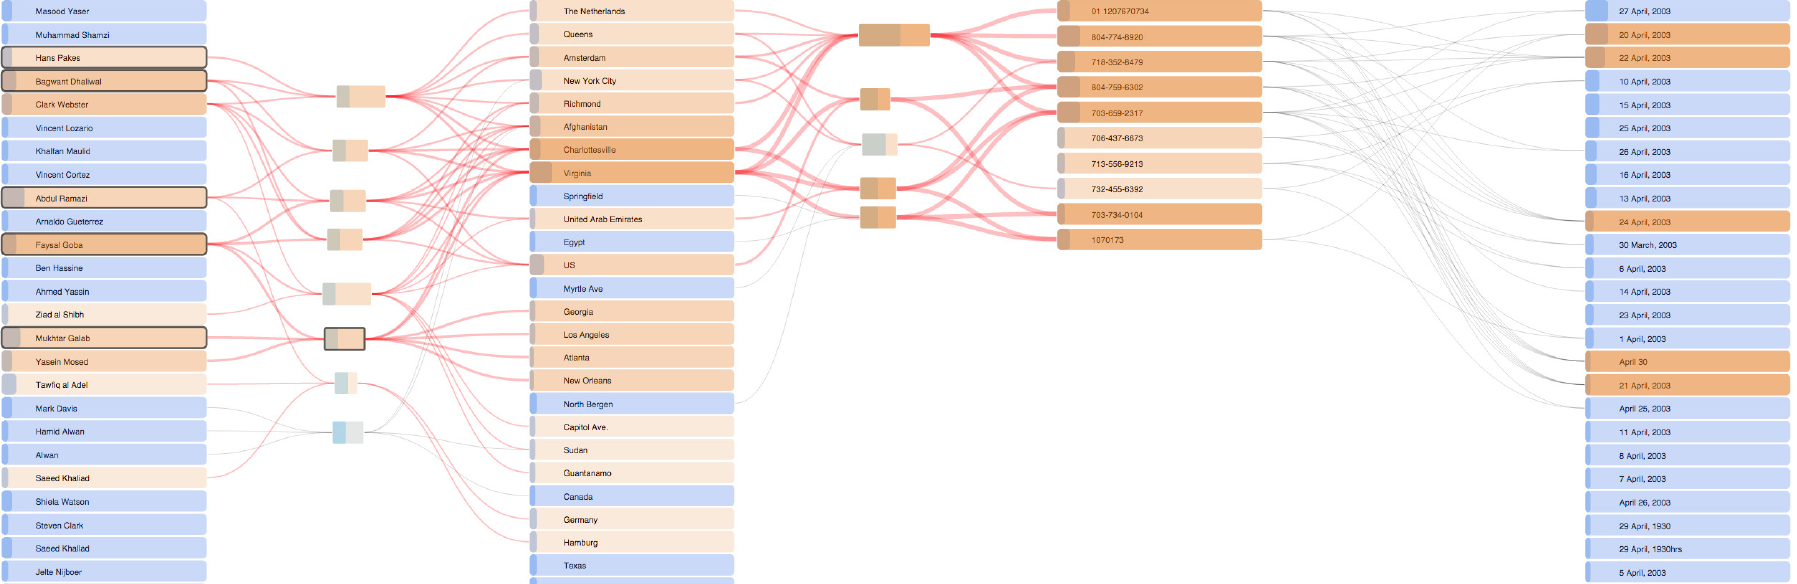 Masood Yaser
Muhammad Shamzi
Hans Pakes
Bagwant Dhaliwal
Clark Webster
Vincent Lozario
Khalfan Maulid
Vincent Cortez
Abdul Ramazi
Arnaldo Gueterrez
Faysal Goba
Ben Hassine
Ahmed Yassin
Ziad al Shibh
Mukhtar Galab
Yasein Mosed
Tawfiq al Adel
Mark Davis
Hamid Alwan
Alwan
Saeed Khaliad
Shiela Watson
Steven Clark
Saeed Khallad
Jelte Nijboer
The Netherlands
Queens
Amsterdam
New York City
Richmond
Afghanistan
Charlottesville
Virginia
Springfield
United Arab Emirates
Egypt
US
Myrtle Ave
Georgia
Los Angeles
Atlanta
New Orleans
North Bergen
Capitol Ave.
Sudan
Guantanamo
Canada
Germany
Hamburg
Texas
01 1207670734
804-774-8920
718-352-8479
804-759-6302
703-659-2317
706-437-6673
713-556-9213
732-455-6392
703-734-0104
1070173
27 April, 2003
20 April, 2003
22 April, 2003
10 April, 2003
15 April, 2003
25 April, 2003
26 April, 2003
16 April, 2003
13 April, 2003
24 April, 2003
30 March, 2003
6 April, 2003
14 April, 2003
23 April, 2003
1 April, 2003
April 30
21 April, 2003
April 25, 2003
11 April, 2003
8 April, 2003
7 April, 2003
April 26, 2003
29 April, 1930
29 April, 1930hrs
5 April, 2003